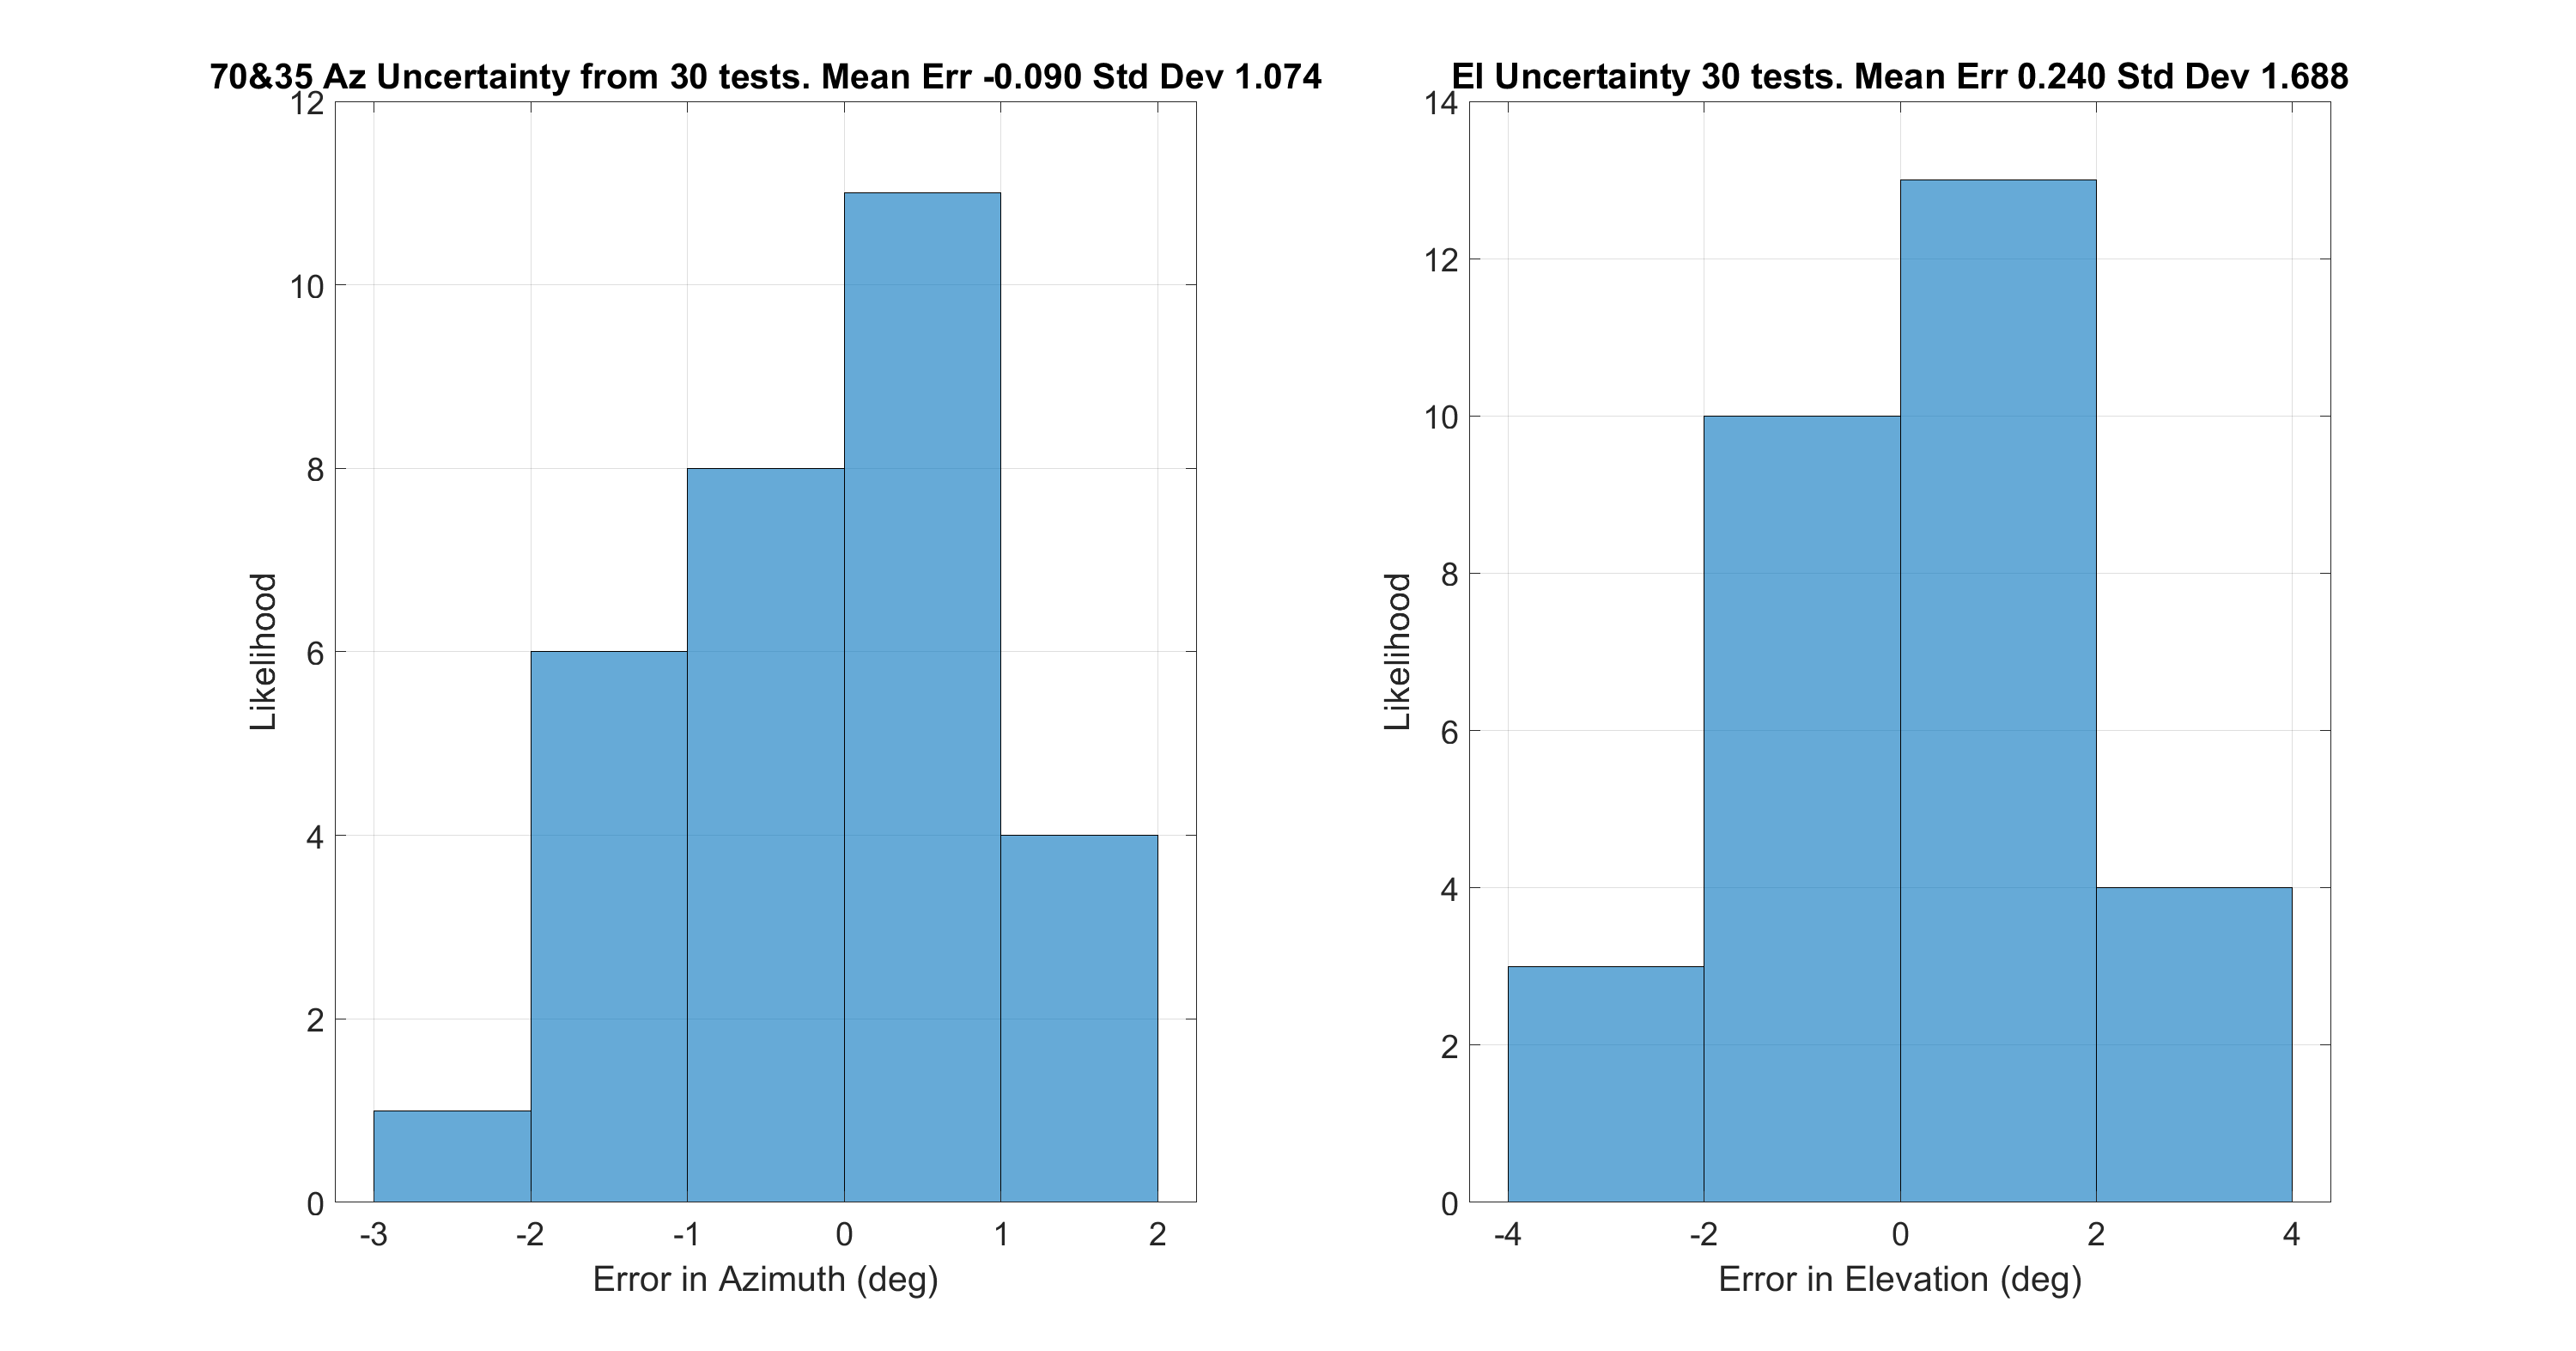 70&35 Az Uncertainty from 30 tests. Mean Err -0.090 Std Dev 1.074
12
10
8
6
4
2
0
Likelihood
-3 -2 -1 0 1 2
Error in Azimuth (deg)
El Uncertainty 30 tests. Mean Err 0.240 Std Dev 1.688
14
12
10
8
6
4
2
0
Likelihood
-4 -2 0 2 4
Error in Elevation (deg)